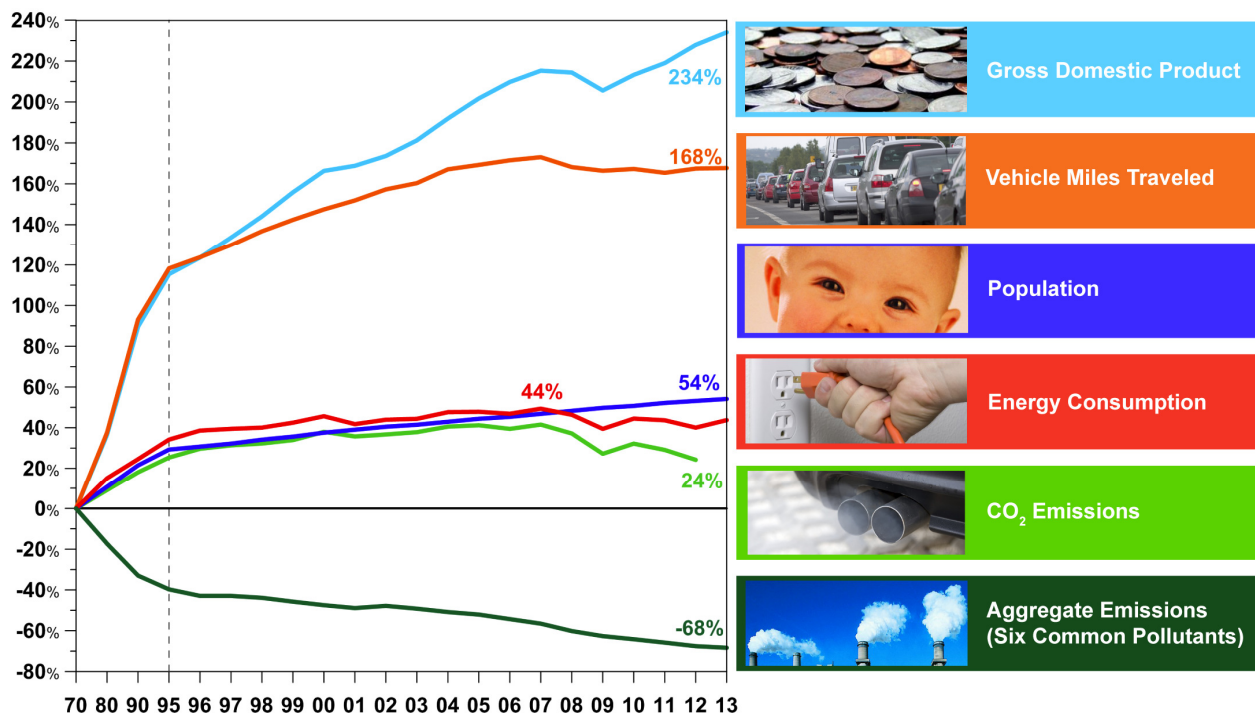 240%
220%
200%
180%
160%
140%
120%
100%
80%
60%
40%
20%
0%
-20%
-40%
-60%
-80%
234%
168%
44%
54%
24%
-68%
70 80 90 95 96 97 98 99 00 01 02 03 04 05 06 07 08 09 10 11 12 13
Gross Domestic Product
Vehicle Miles Traveled
Population
Energy Consumption
CO₂ Emissions
Aggregate Emissions
(Six Common Pollutants)